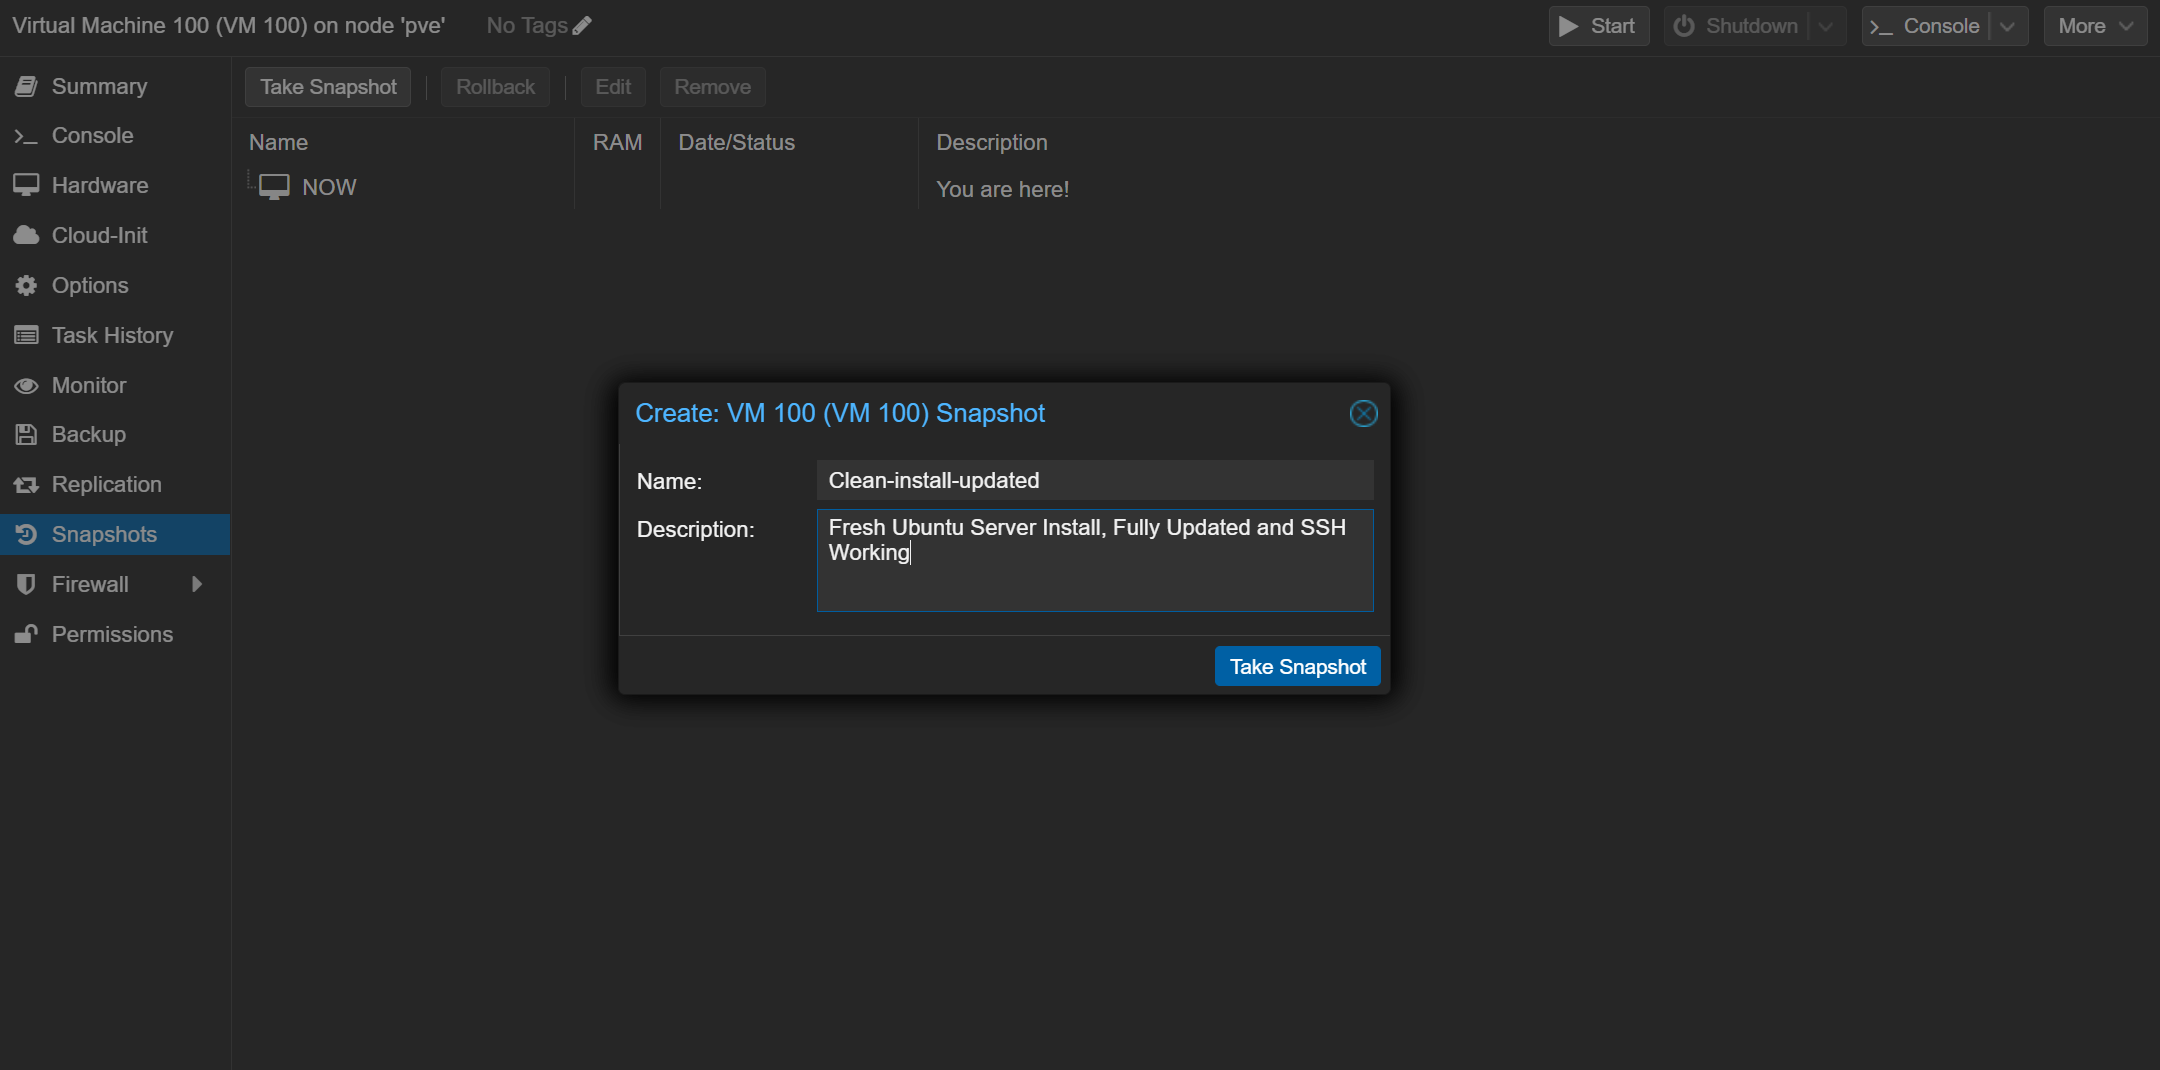 Virtual Machine 100 (VM 100) on node 'pve' No Tags Start Shutdown Console More
Summary
Console
Hardware
Cloud-Init
Options
Task History
Monitor
Backup
Replication
Snapshots
Firewall
Permissions
Take Snapshot Rollback Edit Remove
Name RAM Date/Status Description
NOW You are here!
Create: VM 100 (VM 100) Snapshot
Name: Clean-install-updated
Description: Fresh Ubuntu Server Install, Fully Updated and SSH
Working
Take Snapshot